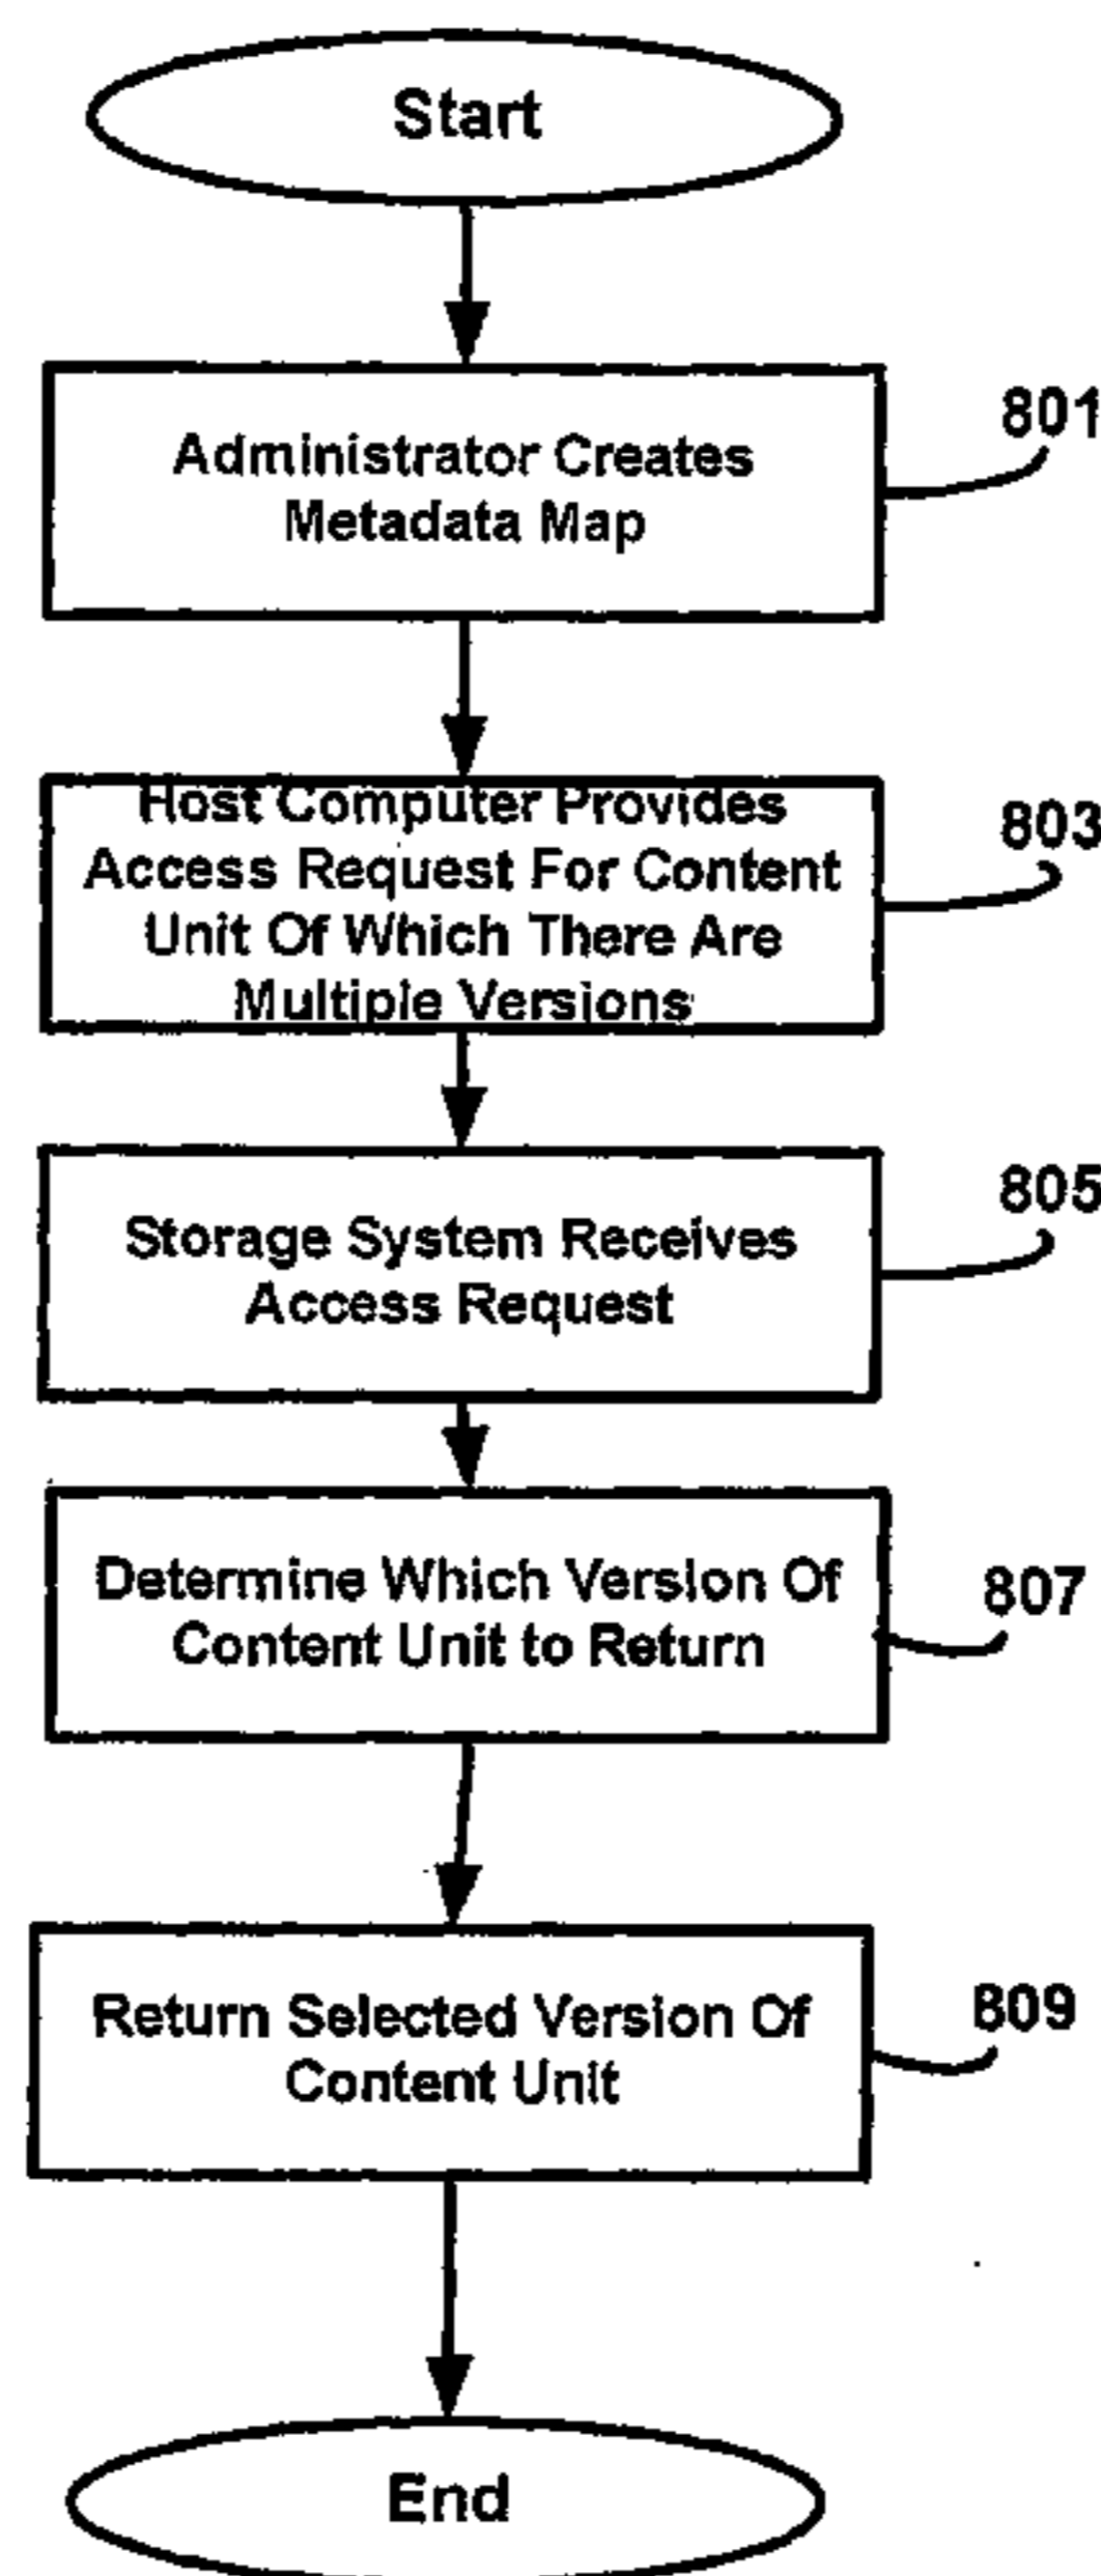 Start
Administrator Creates
Metadata Map
801
Host Computer Provides
Access Request For Content
Unit Of Which There Are
Multiple Versions
803
Storage System Receives
Access Request
805
Determine Which Version Of
Content Unit to Return
807
Return Selected Version Of
Content Unit
809
End